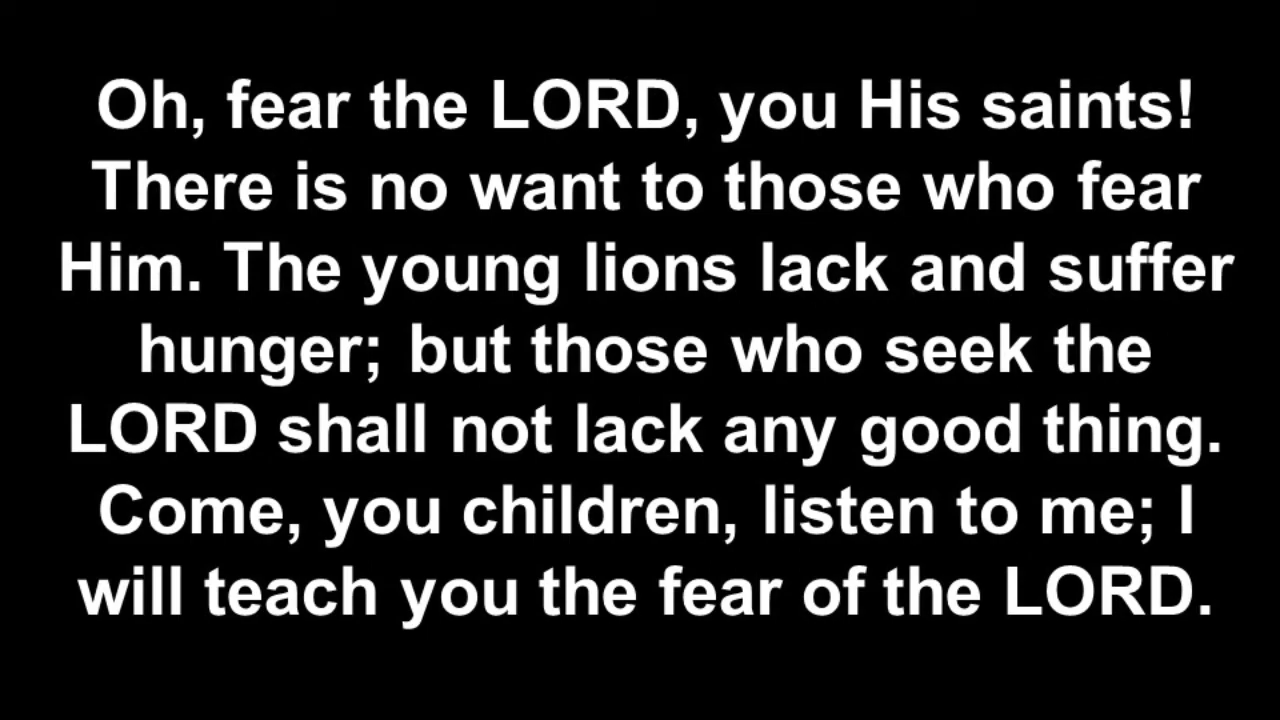 Oh, fear the LORD, you His saints!
There is no want to those who fear
Him. The young lions lack and suffer
hunger; but those who seek the
LORD shall not lack any good thing.
Come, you children, listen to me; I
will teach you the fear of the LORD.